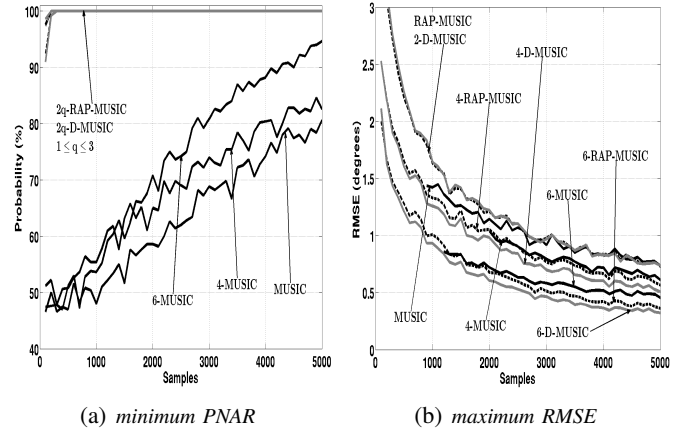 100
90
80
70
60
50
40
0
1000
2000
3000
4000
5000
Probability (%)
Samples
2q-RAP-MUSIC
2q-D-MUSIC
1 ≤ q ≤ 3
6-MUSIC
4-MUSIC
MUSIC
(a) minimum PNAR
3
2.5
2
1.5
1
0.5
0
0
1000
2000
3000
4000
5000
RMSE (degrees)
Samples
RAP-MUSIC
2-D-MUSIC
4-D-MUSIC
4-RAP-MUSIC
6-RAP-MUSIC
6-MUSIC
MUSIC
4-MUSIC
6-D-MUSIC
(b) maximum RMSE